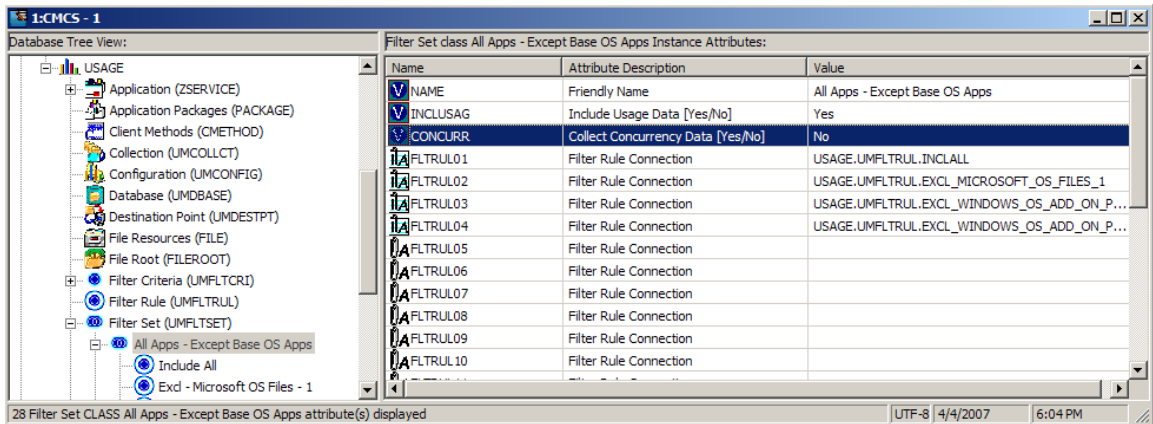 1:CMCS - 1
Database Tree View:
Filter Set class All Apps - Except Base OS Apps Instance Attributes:
USAGE
Application (ZSERVICE)
Application Packages (PACKAGE)
Client Methods (CMETHOD)
Collection (UMCOLLCT)
Configuration (UMCONFIG)
Database (UMDBASE)
Destination Point (UMDESTPT)
File Resources (FILE)
File Root (FILEROOT)
Filter Criteria (UMFLTCRI)
Filter Rule (UMFLTRUL)
Filter Set (UMFLTSET)
All Apps - Except Base OS Apps
Include All
Excl - Microsoft OS Files - 1
Name Attribute Description Value
NAME Friendly Name All Apps - Except Base OS Apps
INCLUSAG Include Usage Data [Yes/No] Yes
CONCURR Collect Concurrency Data [Yes/No] No
FLTRUL01 Filter Rule Connection USAGE.UMFLTRUL.INCLALL
FLTRUL02 Filter Rule Connection USAGE.UMFLTRUL.EXCL_MICROSOFT_OS_FILES_1
FLTRUL03 Filter Rule Connection USAGE.UMFLTRUL.EXCL_WINDOWS_OS_ADD_ON_P...
FLTRUL04 Filter Rule Connection USAGE.UMFLTRUL.EXCL_WINDOWS_OS_ADD_ON_P...
FLTRUL05 Filter Rule Connection
FLTRUL06 Filter Rule Connection
FLTRUL07 Filter Rule Connection
FLTRUL08 Filter Rule Connection
FLTRUL09 Filter Rule Connection
FLTRUL10 Filter Rule Connection
28 Filter Set CLASS All Apps - Except Base OS Apps attribute(s) displayed
UTF-8 4/4/2007 6:04 PM